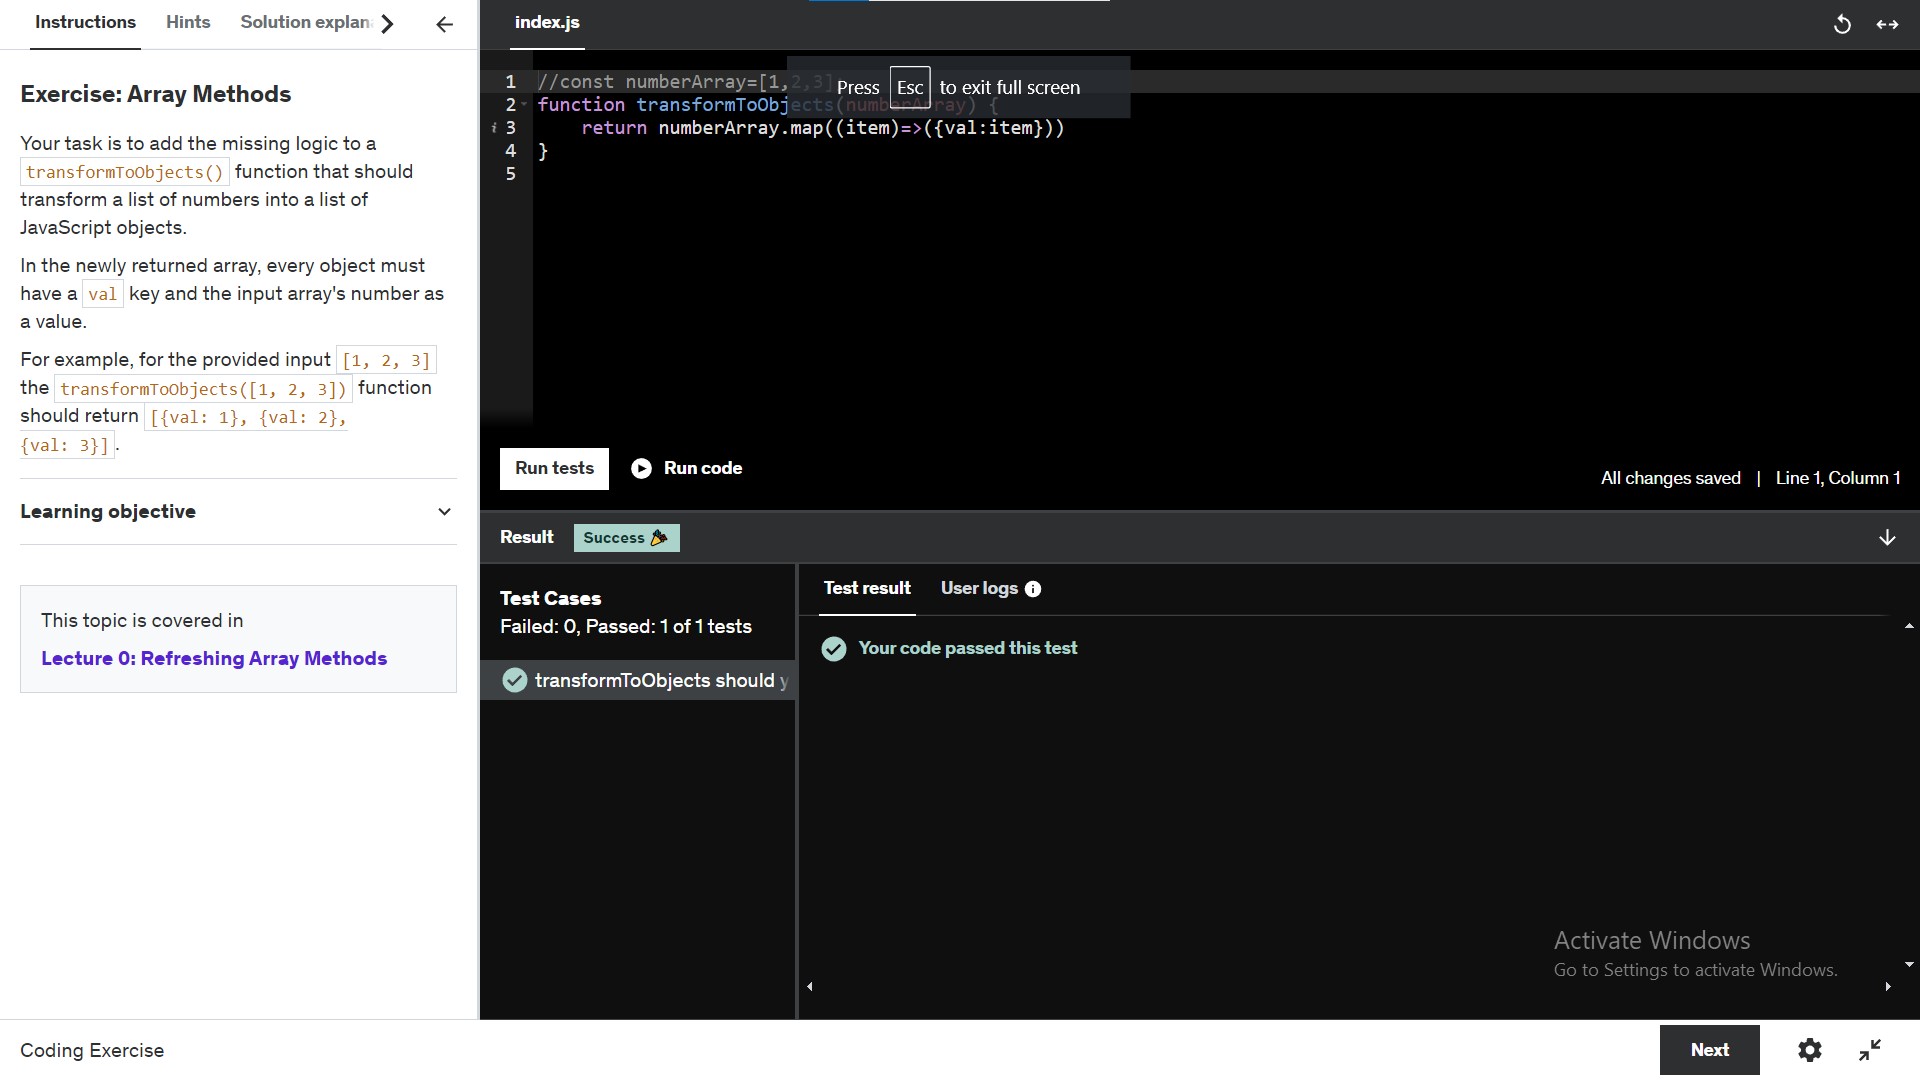 Instructions Hints Solution explan
Exercise: Array Methods
Your task is to add the missing logic to a
transformToObjects() function that should
transform a list of numbers into a list of
JavaScript objects.
In the newly returned array, every object must
have a val key and the input array's number as
a value.
For example, for the provided input [1, 2, 3]
the transformToObjects([1, 2, 3]) function
should return [{val: 1}, {val: 2},
{val: 3}].
Learning objective
This topic is covered in
Lecture 0: Refreshing Array Methods
index.js
Press Esc to exit full screen
1 //const numberArray=[1,2,3]
2 function transformToObjects(numberArray) {
3 return numberArray.map((item)=>({val:item}))
4 }
5
Run tests Run code
All changes saved | Line 1, Column 1
Result Success
Test Cases
Failed: 0, Passed: 1 of 1 tests
transformToObjects should y
Test result User logs
Your code passed this test
Activate Windows
Go to Settings to activate Windows.
Coding Exercise
Next